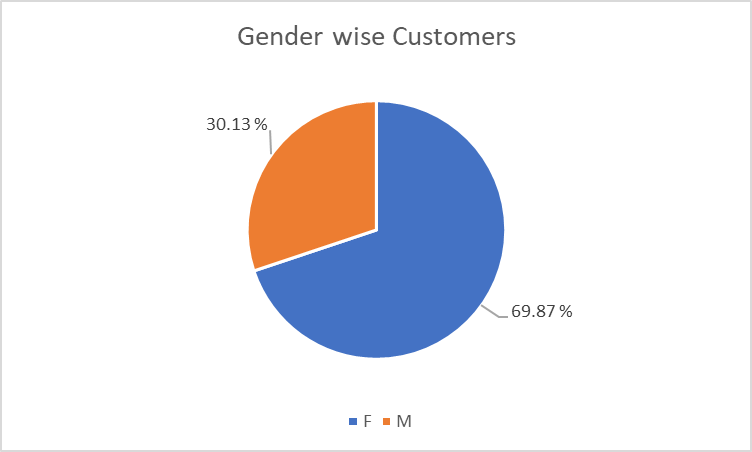 Gender wise Customers
30.13 %
69.87 %
F M